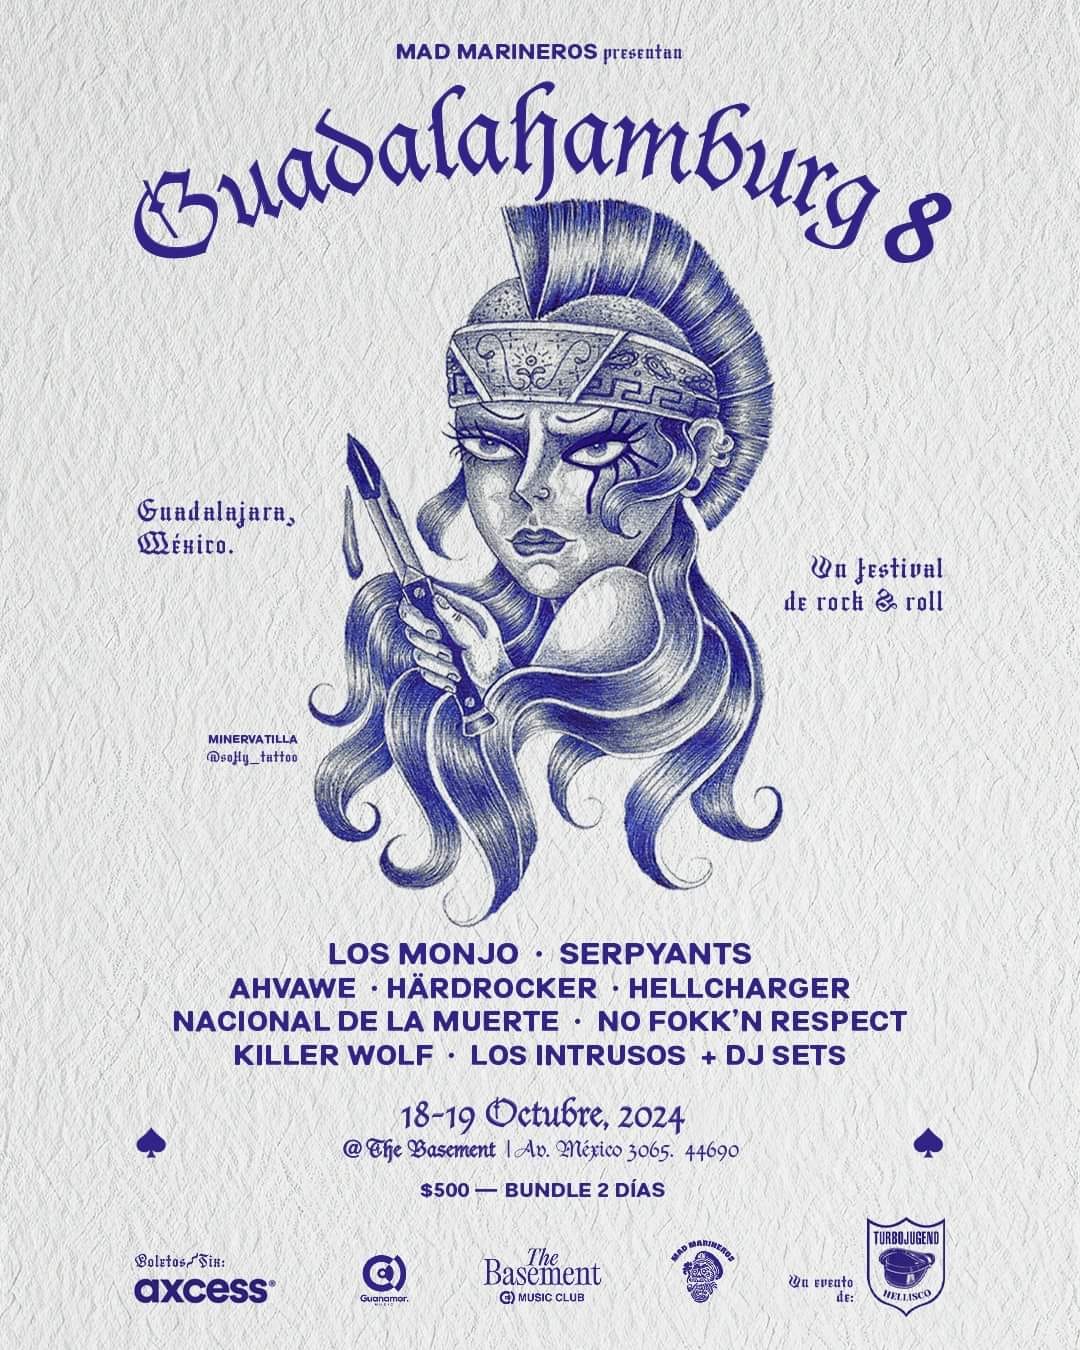 MAD MARINEROS presentan
Guadalahamburg 8
Guadalajara,
México.
Un festival
de rock & roll
MINERVATILLA
@soffy_tattoo
LOS MONJO · SERPYANTS
AHVAWE · HÄRDROCKER · HELLCHARGER
NACIONAL DE LA MUERTE · NO FOKK'N RESPECT
KILLER WOLF · LOS INTRUSOS + DJ SETS
18-19 Octubre, 2024
@ The Basement | Av. México 3065. 44690
$500 — BUNDLE 2 DÍAS
Boletos/Tix:
axcess®
Guanamor.
MUSIC
The
Basement
MUSIC CLUB
MAD MARINEROS
Un evento
de:
TURBOJUGEND
HELLISCO